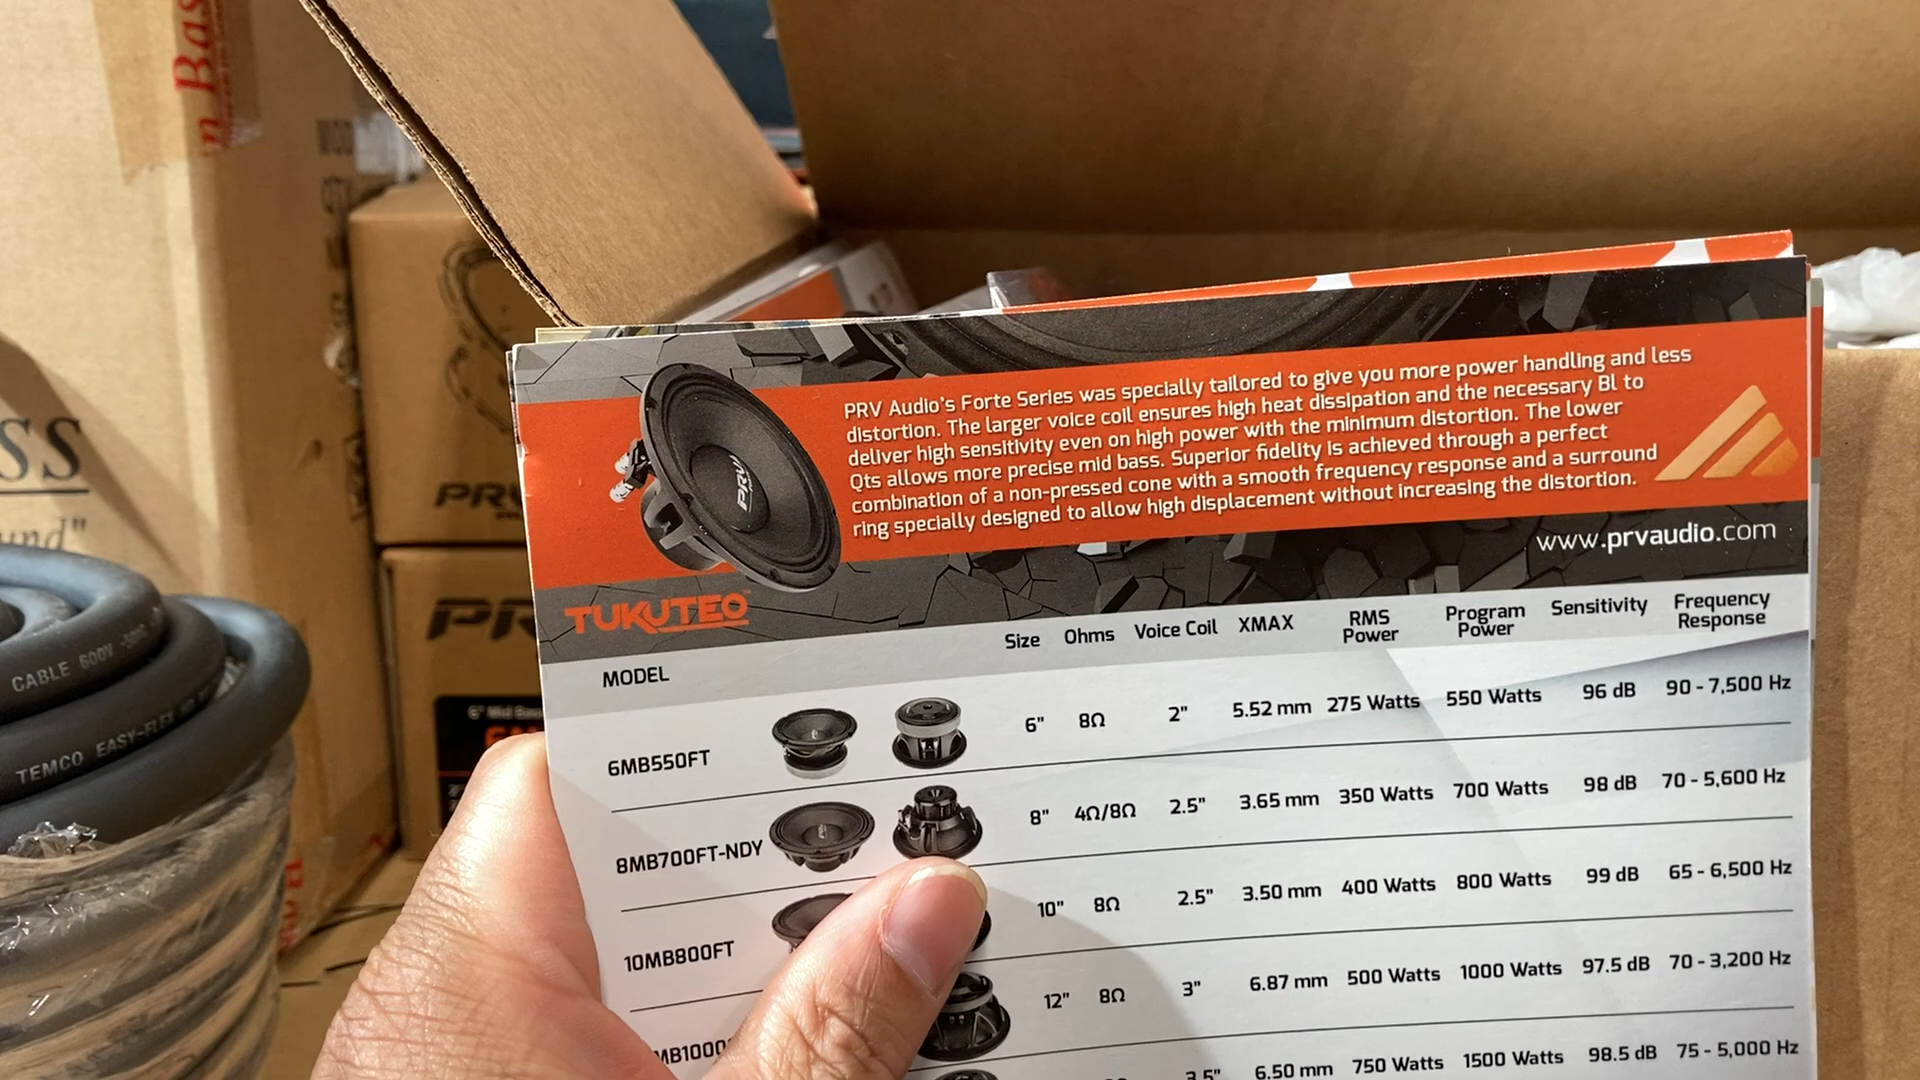 PRV Audio's Forte Series was specially tailored to give you more power handling and less
distortion. The larger voice coil ensures high heat dissipation and the necessary Bl to
deliver high sensitivity even on high power with the minimum distortion. The lower
Qts allows more precise mid bass. Superior fidelity is achieved through a perfect
combination of a non-pressed cone with a smooth frequency response and a surround
ring specially designed to allow high displacement without increasing the distortion.
www.prvaudio.com
TUKUTEO
MODEL Size Ohms Voice Coil XMAX RMS Power Program Power Sensitivity Frequency Response
6MB550FT 6" 8Ω 2" 5.52 mm 275 Watts 550 Watts 96 dB 90 - 7,500 Hz
8MB700FT-NDY 8" 4Ω/8Ω 2.5" 3.65 mm 350 Watts 700 Watts 98 dB 70 - 5,600 Hz
10MB800FT 10" 8Ω 2.5" 3.50 mm 400 Watts 800 Watts 99 dB 65 - 6,500 Hz
MB1000 12" 8Ω 3" 6.87 mm 500 Watts 1000 Watts 97.5 dB 70 - 3,200 Hz
3.5" 6.50 mm 750 Watts 1500 Watts 98.5 dB 75 - 5,000 Hz
PRV
CABLE 600V
TEMCO EASY-FLEX
6" Mid Bass